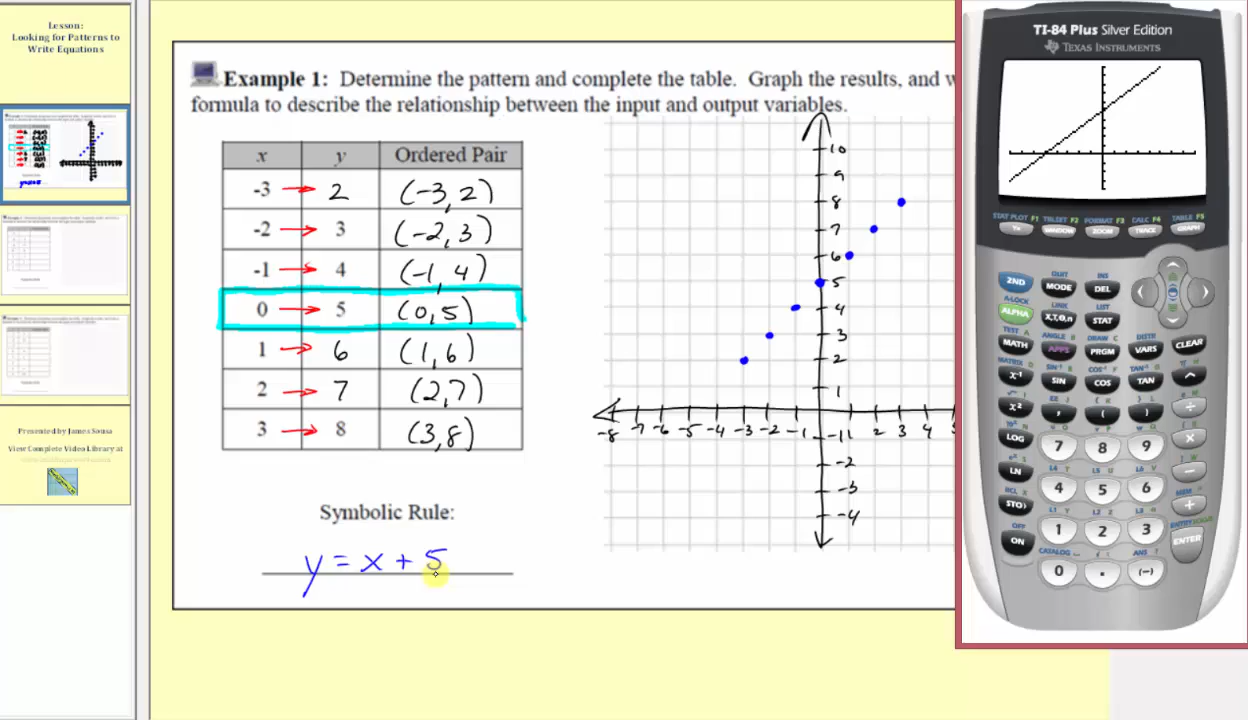 Lesson:
Looking for Patterns to
Write Equations
Presented by James Sousa
View Complete Video Library at
Example 1: Determine the pattern and complete the table. Graph the results, and w
formula to describe the relationship between the input and output variables.
x y Ordered Pair
-3 → 2 (-3, 2)
-2 → 3 (-2, 3)
-1 → 4 (-1, 4)
0 → 5 (0, 5)
1 → 6 (1, 6)
2 → 7 (2, 7)
3 → 8 (3, 8)
Symbolic Rule:
y = x + 5
10
9
8
7
6
5
4
3
2
1
-8 -7 -6 -5 -4 -3 -2 -1 1 2 3 4
-1
-2
-3
-4
TI-84 Plus Silver Edition
TEXAS INSTRUMENTS
STAT PLOT F1 TBLSET F2 FORMAT F3 CALC F4 TABLE F5
Y= WINDOW ZOOM TRACE GRAPH
QUIT INS
2ND MODE DEL
A-LOCK LINK LIST
ALPHA X,T,Θ,n STAT
TEST A ANGLE B DRAW C DISTR
MATH APPS PRGM VARS CLEAR
MATRIX D SIN⁻¹ E COS⁻¹ F TAN⁻¹ G
x⁻¹ SIN COS TAN ^
x² , ( ) ÷
LOG 7 8 9 ×
L4 T L5 U L6 V
LN 4 5 6 −
RCL X L1 Y L2 Z L3 MEM
STO 1 2 3 +
OFF CATALOG ANS ENTRY SOLVE
ON 0 . (−) ENTER